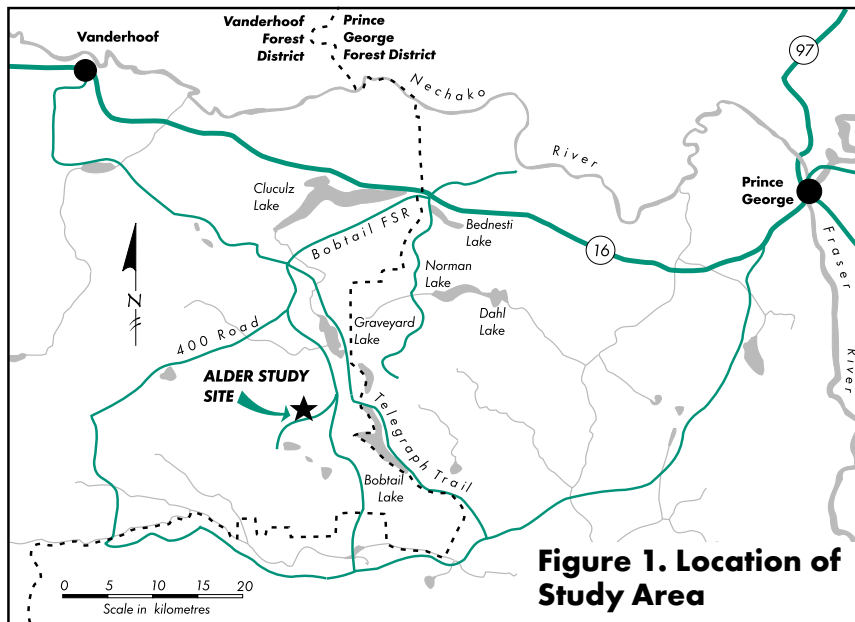 Vanderhoof
Vanderhoof
Forest
District
Prince
George
Forest District
97
Nechako
River
Cluculz
Lake
Prince
George
Bobtail FSR
Bednesti
Lake
16
Fraser
River
N
Norman
Lake
Dahl
Lake
Graveyard
Lake
400 Road
ALDER STUDY
SITE
Telegraph Trail
Bobtail
Lake
0 5 10 15 20
Scale in kilometres
Figure 1. Location of
Study Area